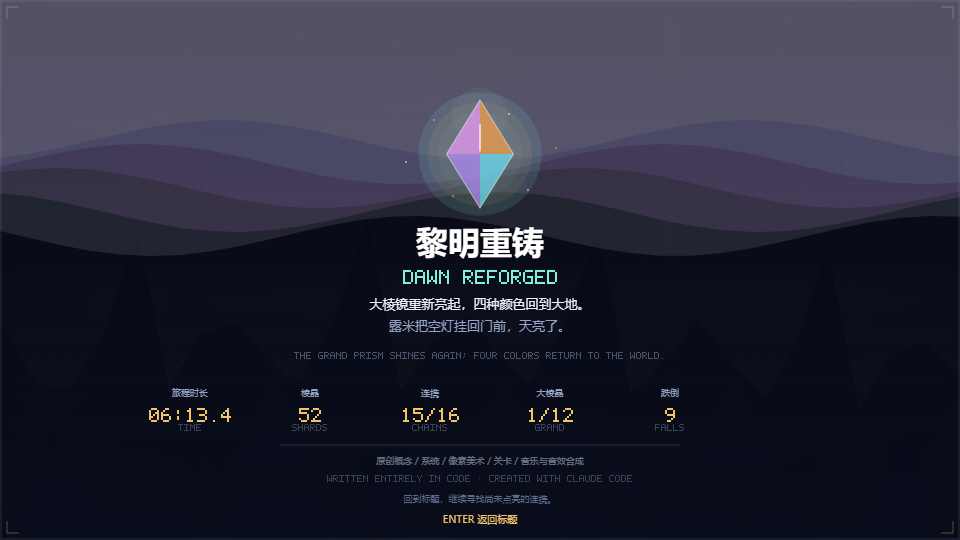 黎明重铸
DAWN REFORGED
大棱镜重新亮起，四种颜色回到大地。
露米把空灯挂回门前，天亮了。
THE GRAND PRISM SHINES AGAIN; FOUR COLORS RETURN TO THE WORLD.
旅程时长 棱晶 连携 大棱晶 跌倒
06:13.4 52 15/16 1/12 9
TIME SHARDS CHAINS GRAND FALLS
原创概念 / 系统 / 像素美术 / 关卡 / 音乐与音效合成
WRITTEN ENTIRELY IN CODE · CREATED WITH CLAUDE CODE
回到标题，继续寻找尚未点亮的连携。
ENTER 返回标题